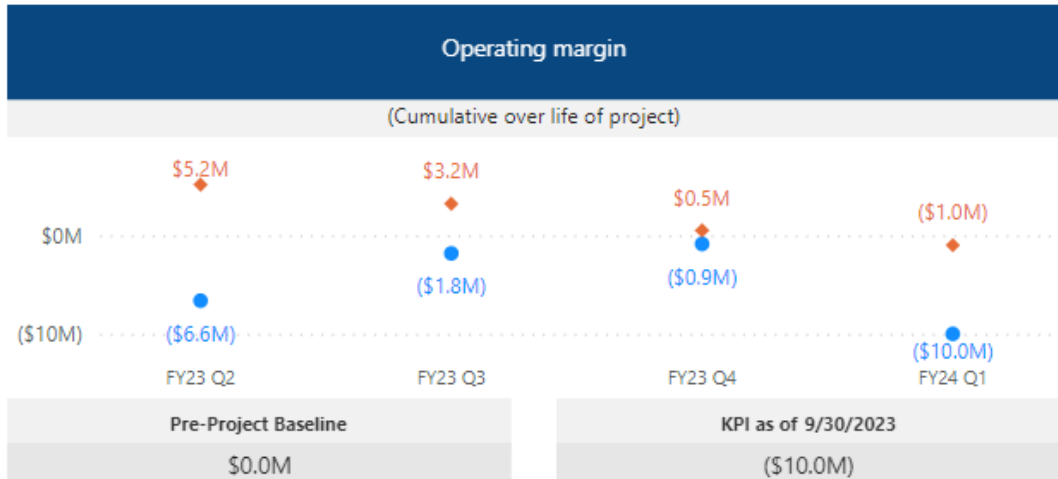 Operating margin
(Cumulative over life of project)
$5.2M $3.2M $0.5M ($1.0M)
$0M
($1.8M) ($0.9M)
($10M) ($6.6M) ($10.0M)
FY23 Q2 FY23 Q3 FY23 Q4 FY24 Q1
Pre-Project Baseline KPI as of 9/30/2023
$0.0M ($10.0M)